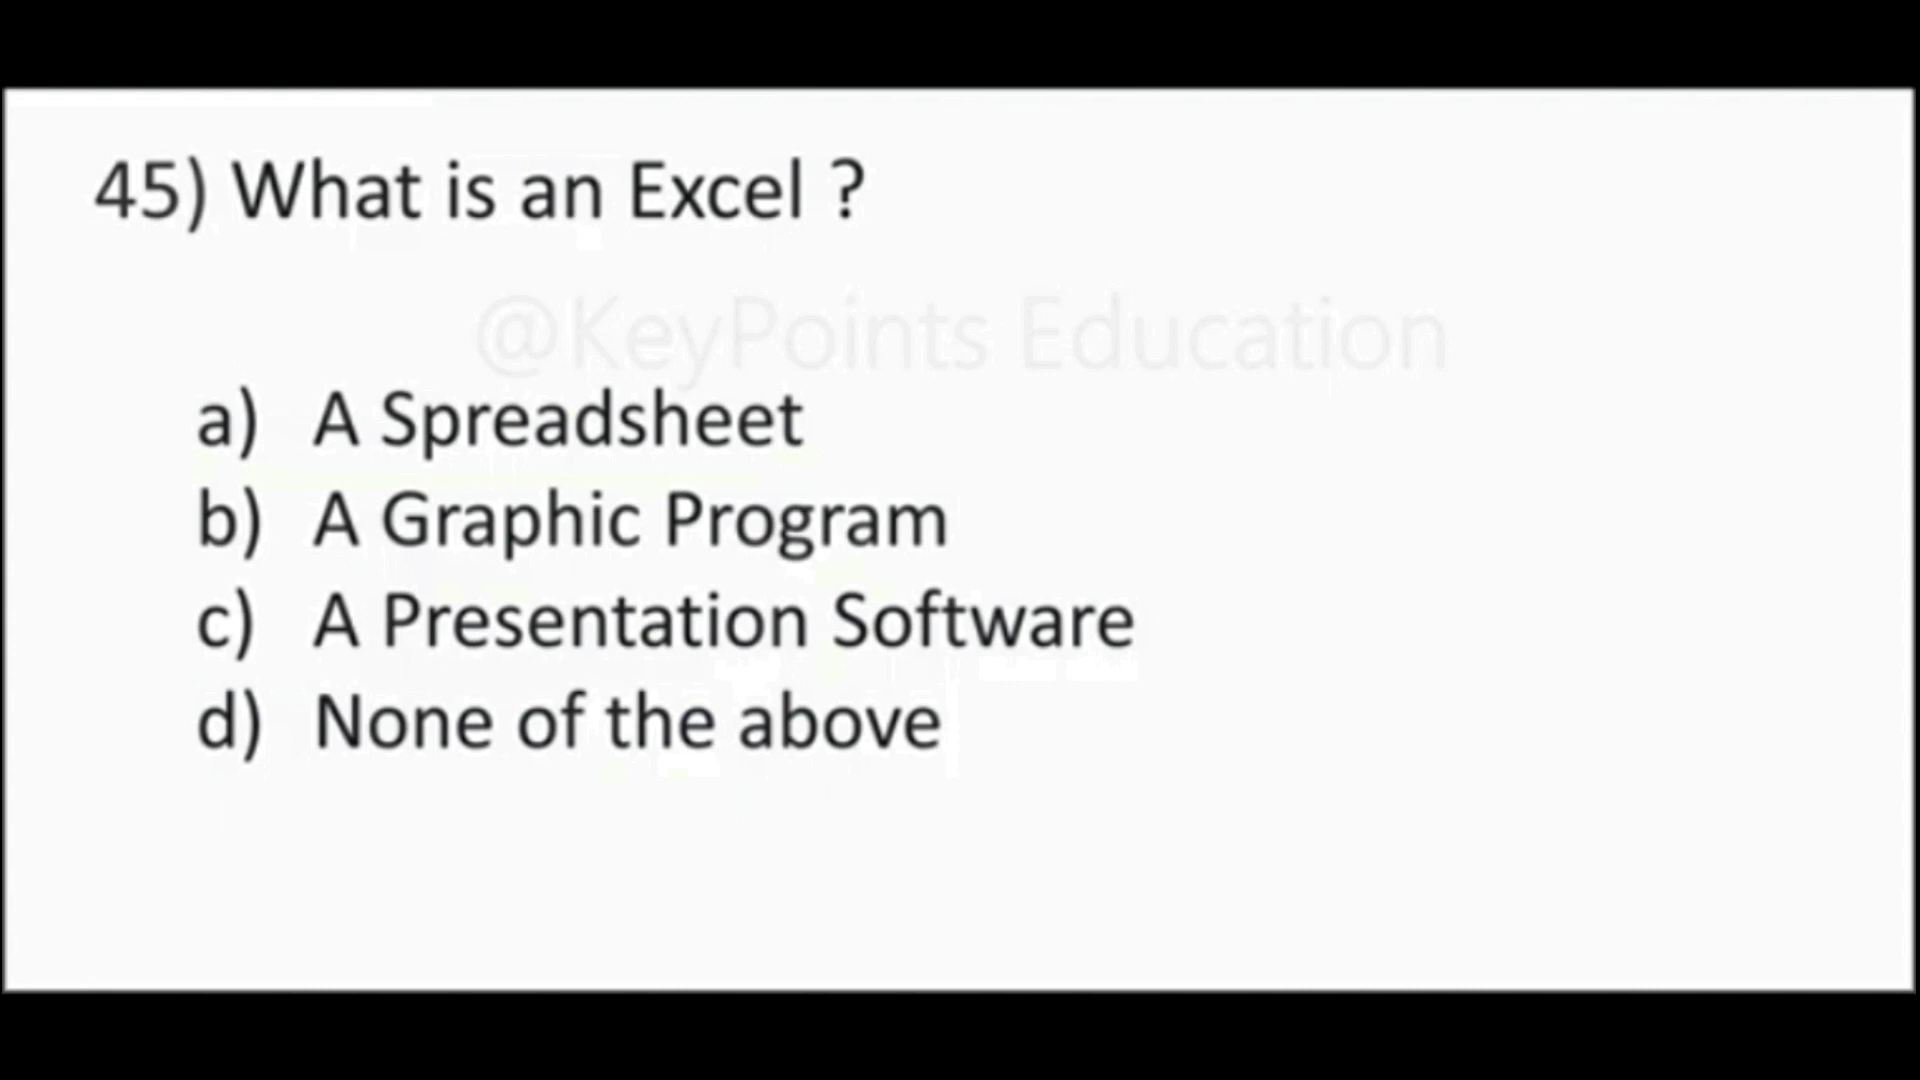 45) What is an Excel ?
@KeyPoints Education
a) A Spreadsheet
b) A Graphic Program
c) A Presentation Software
d) None of the above